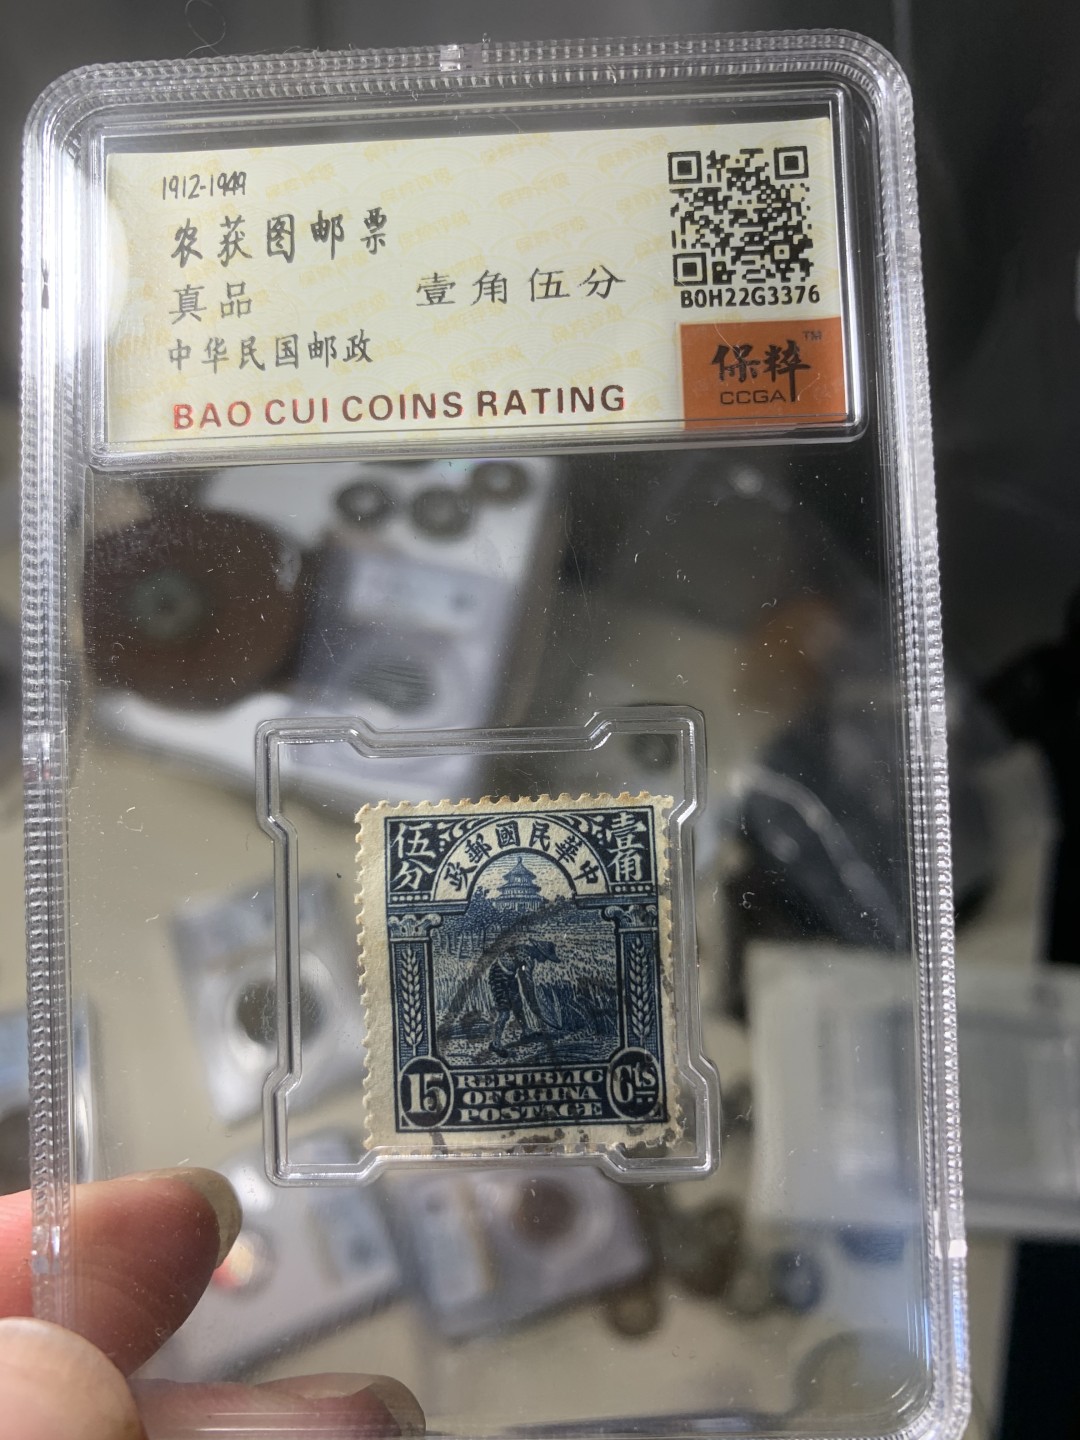 1912-1949
农获图邮票
真品
壹角伍分
中华民国邮政
BAO CUI COINS RATING
B0H22G3376
保粹™
CCGA
伍分
政郵國民華中
壹角
15
REPUBLIC
OF CHINA
POSTAGE
Cts